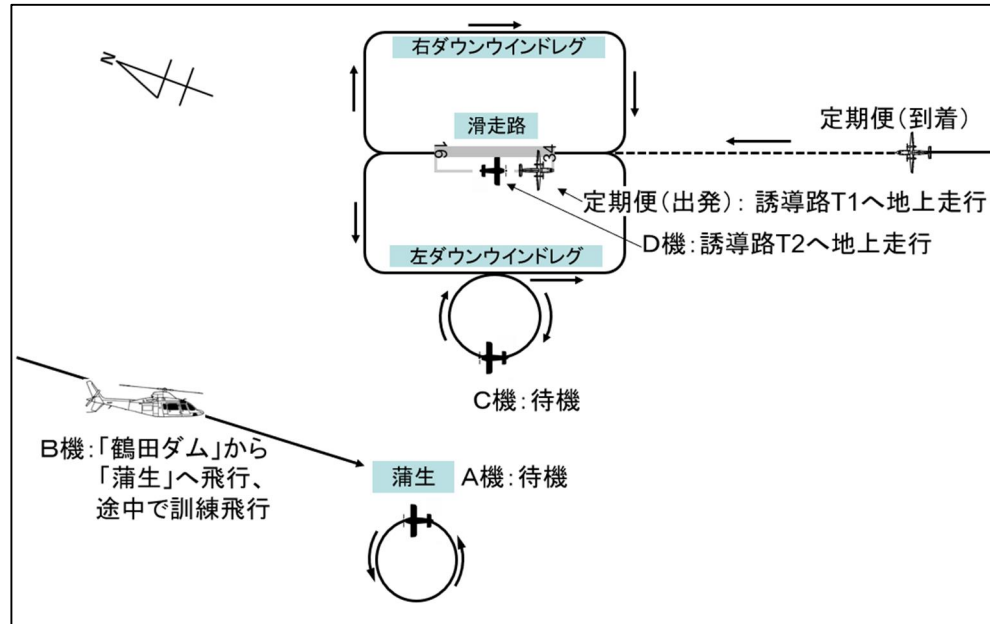 右ダウンウインドレグ
N
滑走路
定期便（到着）
16
34
定期便（出発）：誘導路T1へ地上走行
D機：誘導路T2へ地上走行
左ダウンウインドレグ
C機：待機
B機：「鶴田ダム」から
「蒲生」へ飛行、
途中で訓練飛行
蒲生
A機：待機